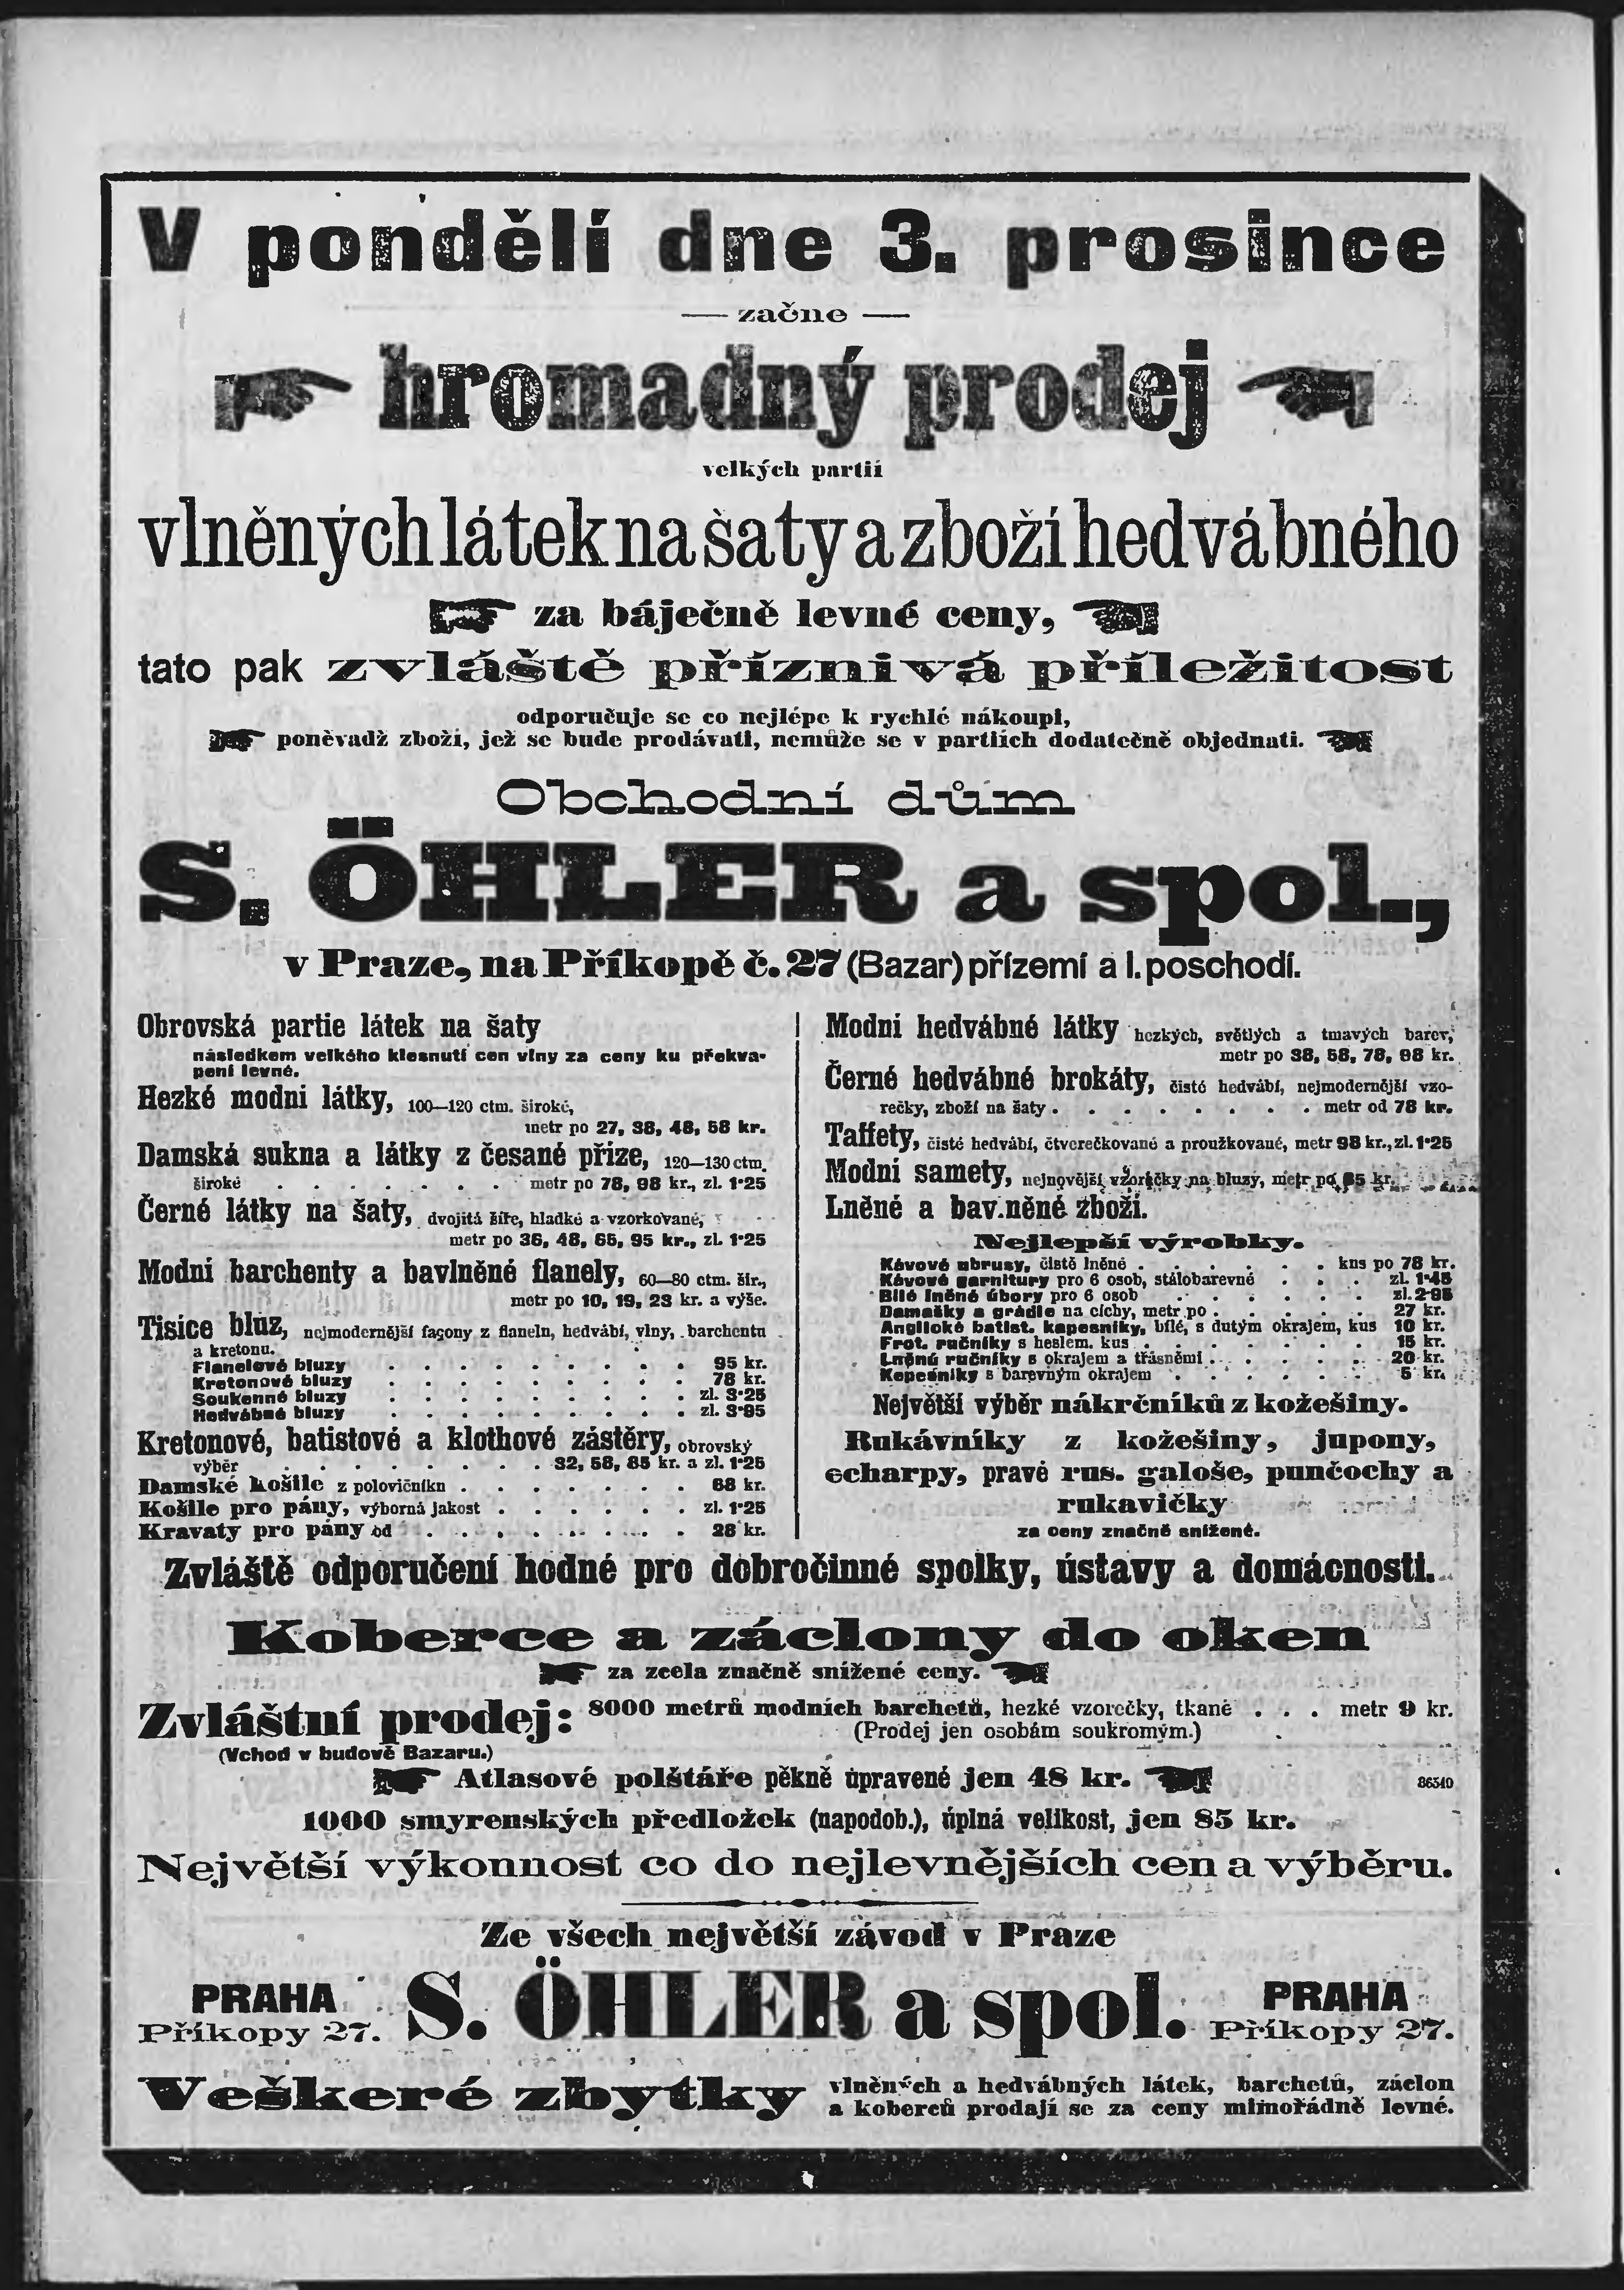 V pondělí dne 3. prosince
začne
hromadný prodej
velkých partií
vlněných látek na šaty a zboží hedvábného
za báječně levné ceny,
tato pak zvláště příznivá příležitost
odporučuje se co nejlépe k rychlé nákoupi,
poněvadž zboží, jež se bude prodávati, nemůže se v partiích dodatečně objednati.
Obchodní dům
S. ÖHLER a spol.,
v Praze, na Příkopě č. 27 (Bazar) přízemí a I. poschodí.
Obrovská partie látek na šaty
následkem velkého klesnutí cen vlny za ceny ku překva-
pení levné.
Hezké modní látky, 100—120 ctm. široké,
metr po 27, 38, 48, 58 kr.
Damská sukna a látky z česané příze, 120—130 ctm.
široké . . . . . . . metr po 78, 98 kr., zl. 1·25
Černé látky na šaty, dvojitá šíře, hladké a vzorkované,
metr po 36, 48, 65, 95 kr., zl. 1·25
Modní barchenty a bavlněné flanely, 60—80 ctm. šir.,
metr po 10, 19, 23 kr. a výše.
Tisíce bluz, nejmodernější façony z flaneln, hedvábí, vlny, barchentu
a kretonu.
Flanelové bluzy . . . . . . . . . 95 kr.
Kretonové bluzy . . . . . . . . . 78 kr.
Soukenné bluzy . . . . . . . . . zl. 3·25
Hedvábné bluzy . . . . . . . . . zl. 3·95
Kretonové, batistové a klothové zástěry, obrovský
výběr . . . . . . . . 32, 58, 85 kr. a zl. 1·25
Damské košile z polovičníkn . . . . . . . 68 kr.
Košile pro pány, výborná jakost . . . . . . zl. 1·25
Kravaty pro pány od . . . . . . . . . 28 kr.
Modní hedvábné látky hezkých, světlých a tmavých barev,
metr po 38, 58, 78, 98 kr.
Černé hedvábné brokáty, čisté hedvábí, nejmodernější vzo-
rečky, zboží na šaty . . . . . . . . metr od 78 kr.
Taffety, čisté hedvábí, čtverečkované a proužkované, metr 98 kr., zl. 1·25
Modní samety, nejnovější vzorečky na bluzy, metr po 85 kr.
Lněné a bavlněné zboží.
Nejlepší výrobky.
Kávové ubrusy, čistě lněné . . . . . . kns po 78 kr.
Kávové garnitury pro 6 osob, stálobarevné . . . zl. 1·45
Bílé lněné úbory pro 6 osob . . . . . . zl. 2·95
Damašky a grádle na cíchy, metr po . . . . . 27 kr.
Anglické batist. kapesníky, bílé, s dutým okrajem, kus 10 kr.
Frot. ručníky s heslem. kus . . . . . . . 15 kr.
Lněné ručníky s okrajem a třásněmi . . . . . 20 kr.
Kapesníky s barevným okrajem . . . . . . 5 kr.
Největší výběr nákrčníků z kožešiny.
Rukávníky z kožešiny, jupony,
echarpy, pravé rus. galoše, punčochy a
rukavičky
za ceny značně snížené.
Zvláště odporučení hodné pro dobročinné spolky, ústavy a domácnosti.
Koberce a záclony do oken
za zcela značně snížené ceny.
Zvláštní prodej: 8000 metrů modních barchetů, hezké vzorečky, tkané . . . metr 9 kr.
(Prodej jen osobám soukromým.)
(Vchod v budově Bazaru.)
Atlasové polštáře pěkně upravené jen 48 kr. 86540
1000 smyrenských předložek (napodob.), úplná velikost, jen 85 kr.
Největší výkonnost co do nejlevnějších cen a výběru.
Ze všech největší závod v Praze
PRAHA S. ÖHLER a spol. PRAHA
Příkopy 27. Příkopy 27.
Veškeré zbytky vlněných a hedvábných látek, barchetů, záclon
a koberců prodají se za ceny mimořádně levné.